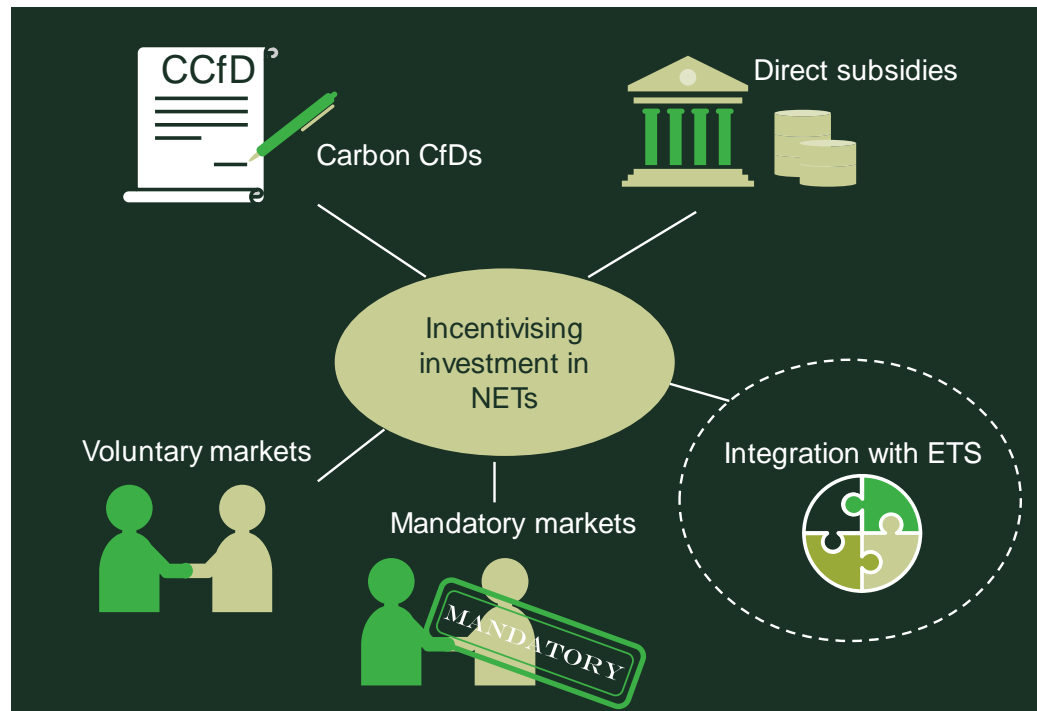 CCfD
Carbon CfDs
Direct subsidies
Incentivising
investment in
NETs
Voluntary markets
Mandatory markets
MANDATORY
Integration with ETS